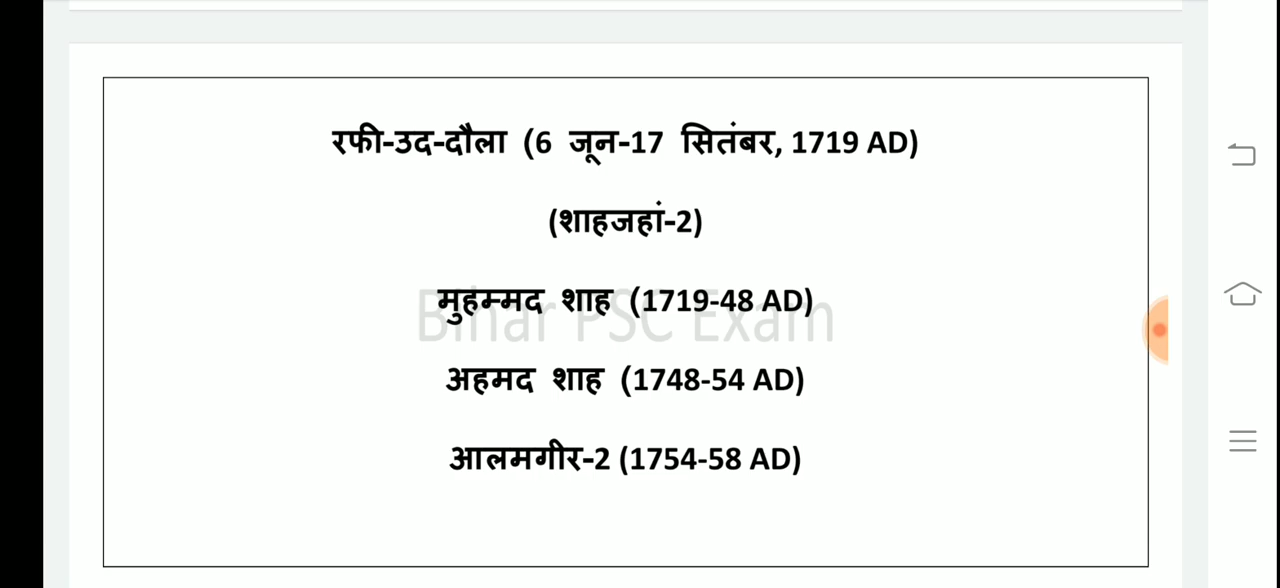 रफी-उद-दौला (6 जून-17 सितंबर, 1719 AD)
(शाहजहां-2)
मुहम्मद शाह (1719-48 AD)
Bihar PSC Exam
अहमद शाह (1748-54 AD)
आलमगीर-2 (1754-58 AD)